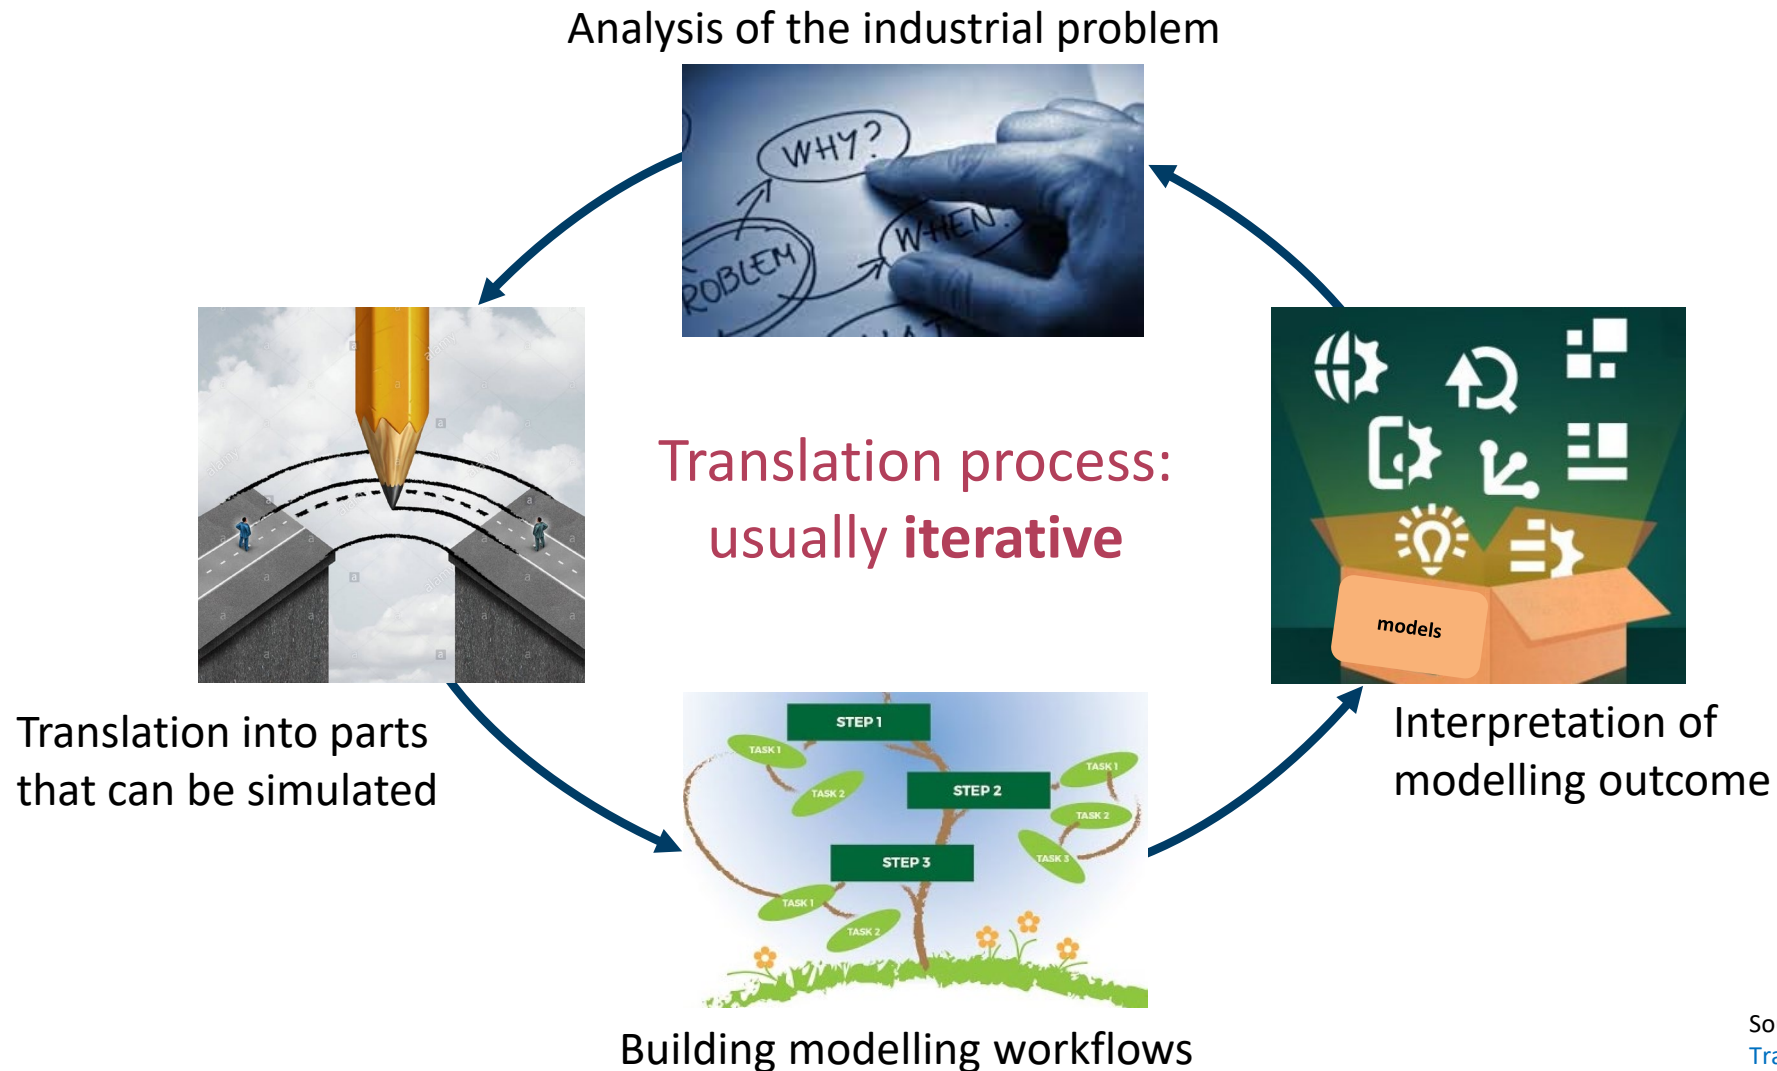 Analysis of the industrial problem
WHY?
WHEN?
ROBLEM
Translation process:
usually iterative
models
Translation into parts
that can be simulated
Interpretation of
modelling outcome
STEP 1
TASK 1
TASK 2
STEP 2
TASK 1
TASK 2
TASK 3
STEP 3
TASK 1
TASK 2
Building modelling workflows
So
Tra